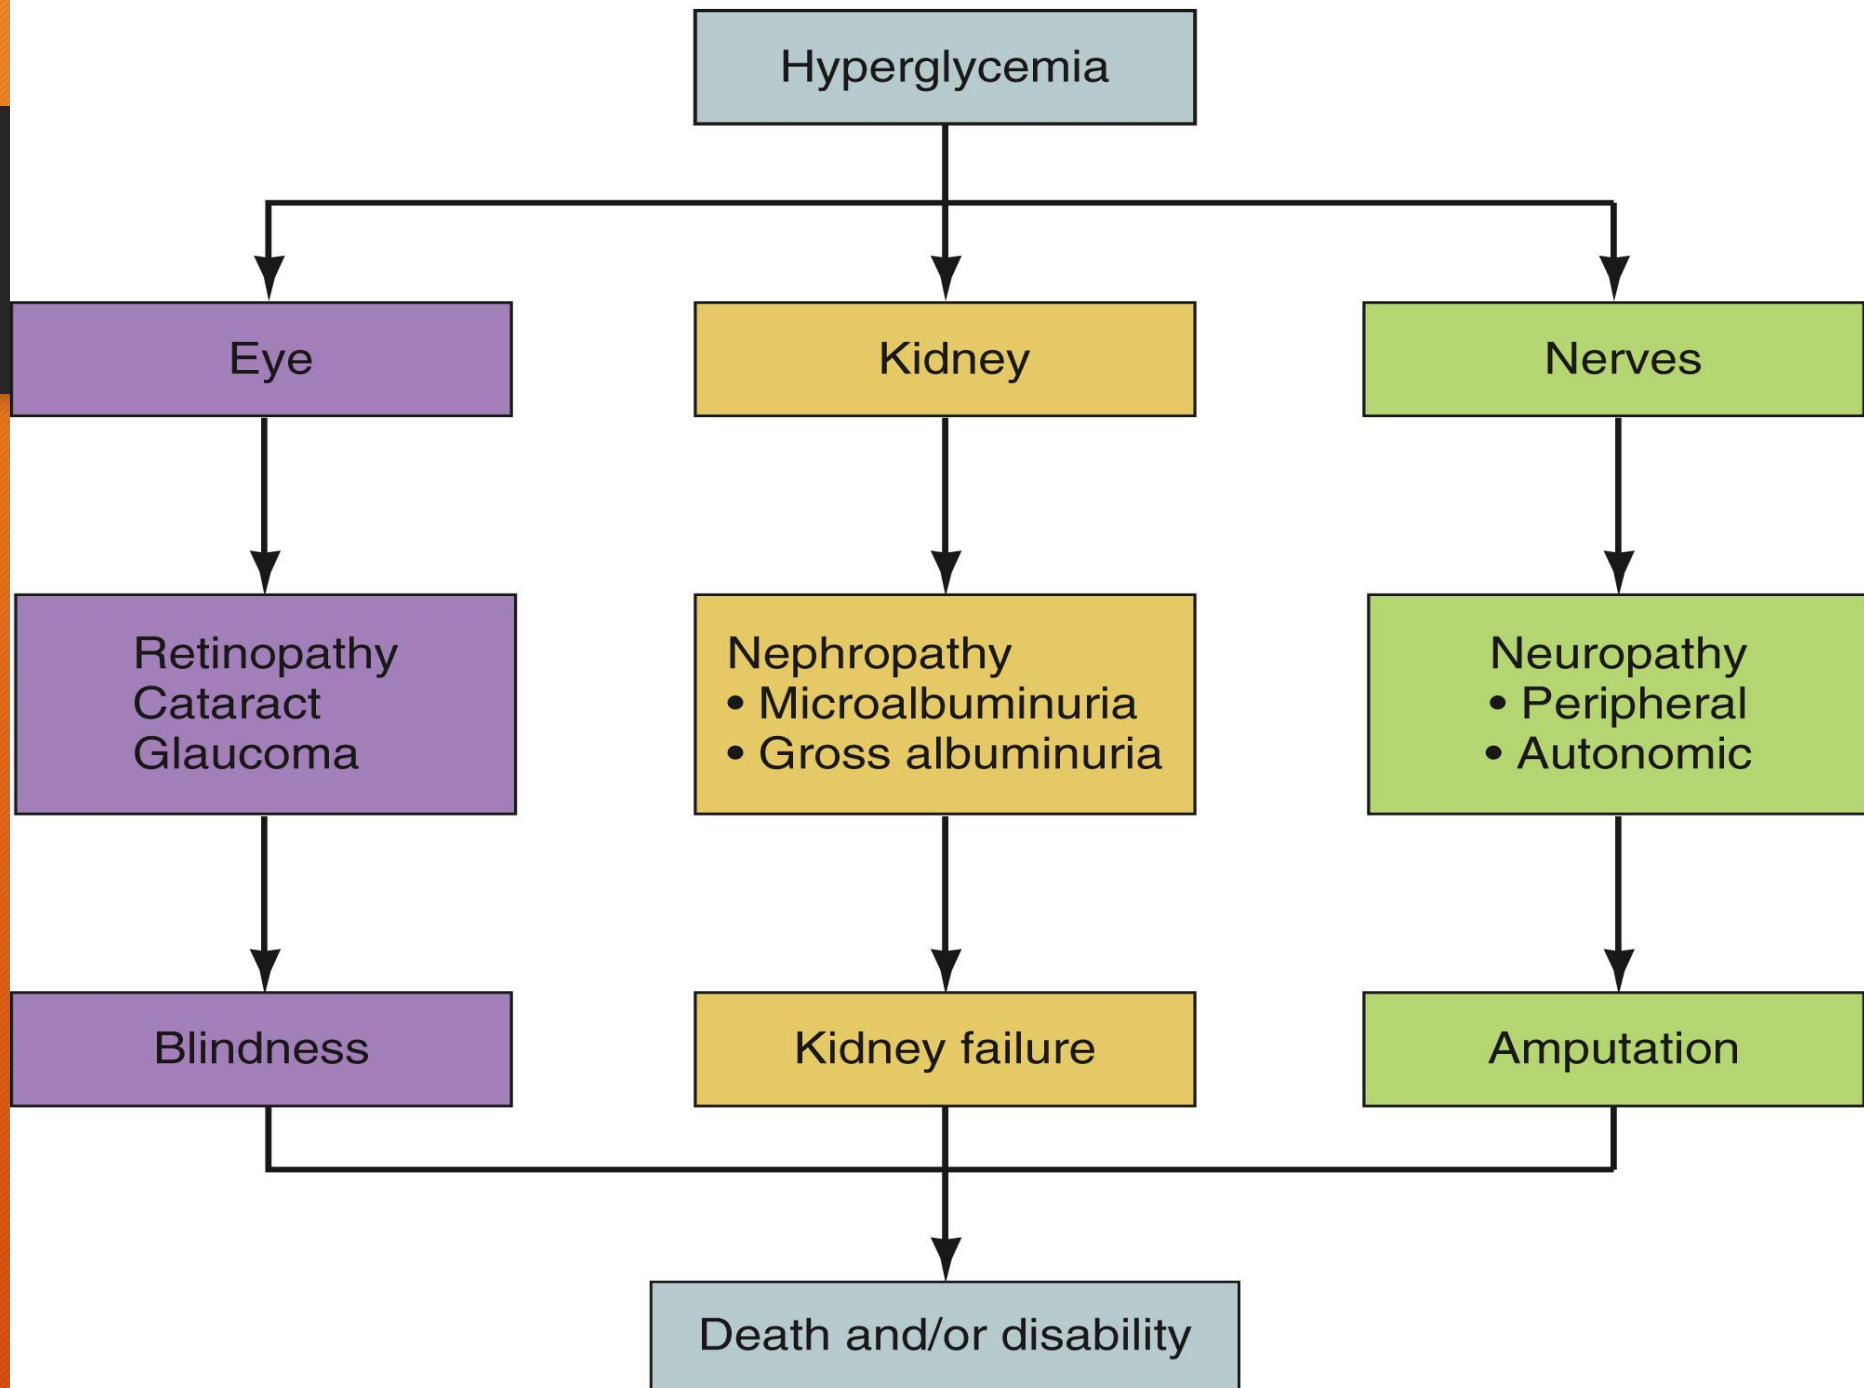 Hyperglycemia
Eye
Kidney
Nerves
Retinopathy
Cataract
Glaucoma
Nephropathy
• Microalbuminuria
• Gross albuminuria
Neuropathy
• Peripheral
• Autonomic
Blindness
Kidney failure
Amputation
Death and/or disability